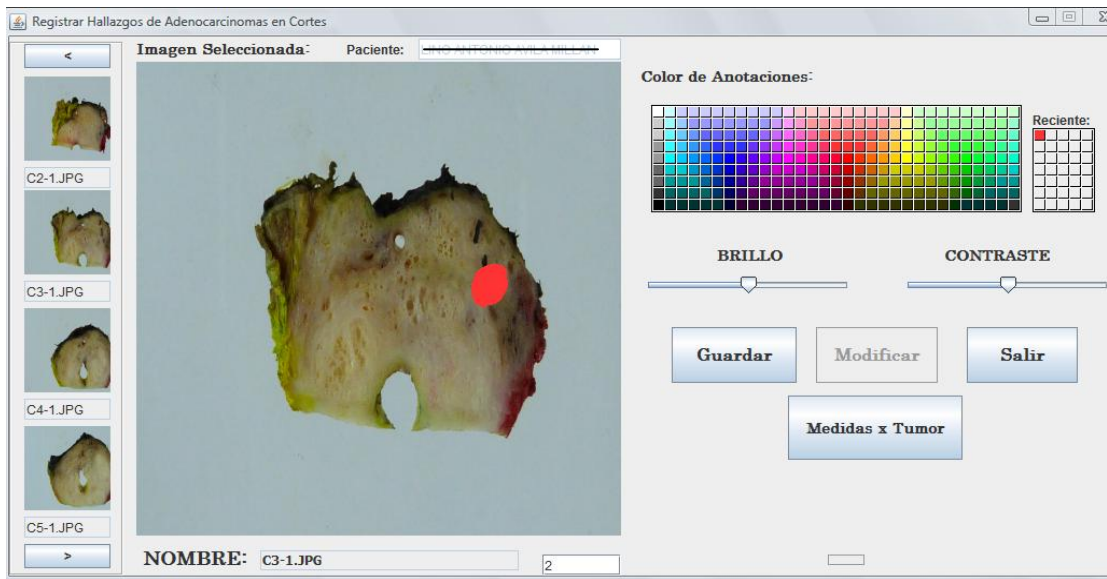 Registrar Hallazgos de Adenocarcinomas en Cortes
<
Imagen Seleccionada:
Paciente:
C2-1.JPG
C3-1.JPG
C4-1.JPG
C5-1.JPG
>
NOMBRE:
C3-1.JPG
2
Color de Anotaciones:
Reciente:
BRILLO
CONTRASTE
Guardar
Modificar
Salir
Medidas x Tumor